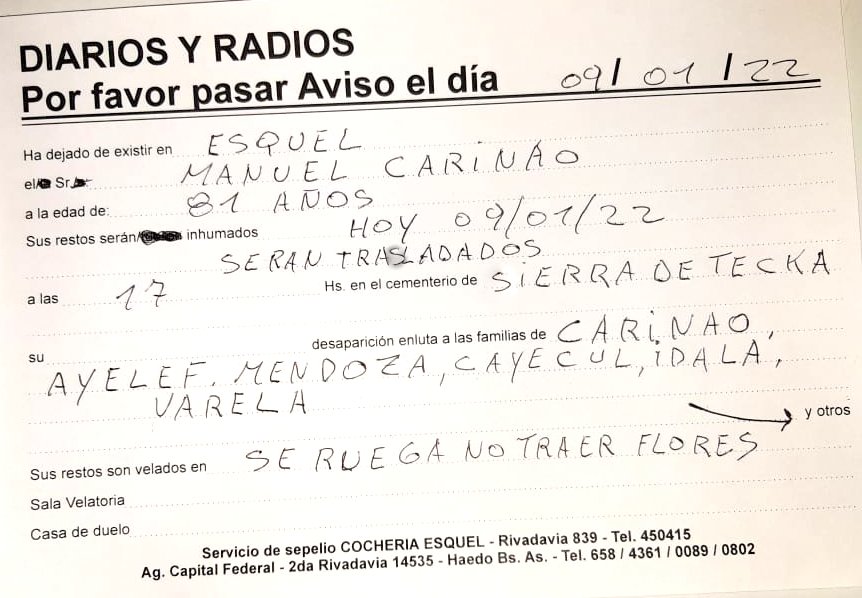 DIARIOS Y RADIOS
Por favor pasar Aviso el día 09/01/22
Ha dejado de existir en ESQUEL
el Sr. MANUEL CARiNAO
a la edad de: 81 AÑOS
Sus restos serán/ inhumados HOY 09/01/22
SERAN TRASLADADOS
a las 17 Hs. en el cementerio de SiERRA DE TECKA
su desaparición enluta a las familias de CARiNAO,
AYELEF. MENDOZA, CAYECUL, iDALA,
VARELA
y otros
Sus restos son velados en SE RUEGA NO TRAER FLORES
Sala Velatoria
Casa de duelo
Servicio de sepelio COCHERIA ESQUEL - Rivadavia 839 - Tel. 450415
Ag. Capital Federal - 2da Rivadavia 14535 - Haedo Bs. As. - Tel. 658 / 4361 / 0089 / 0802